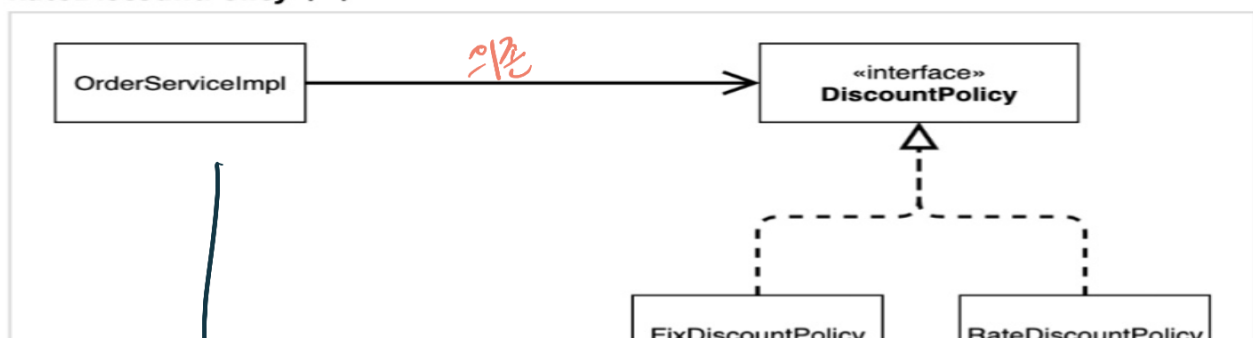 의존
OrderServiceImpl
«interface»
DiscountPolicy
FixDiscountPolicy
RateDiscountPolicy